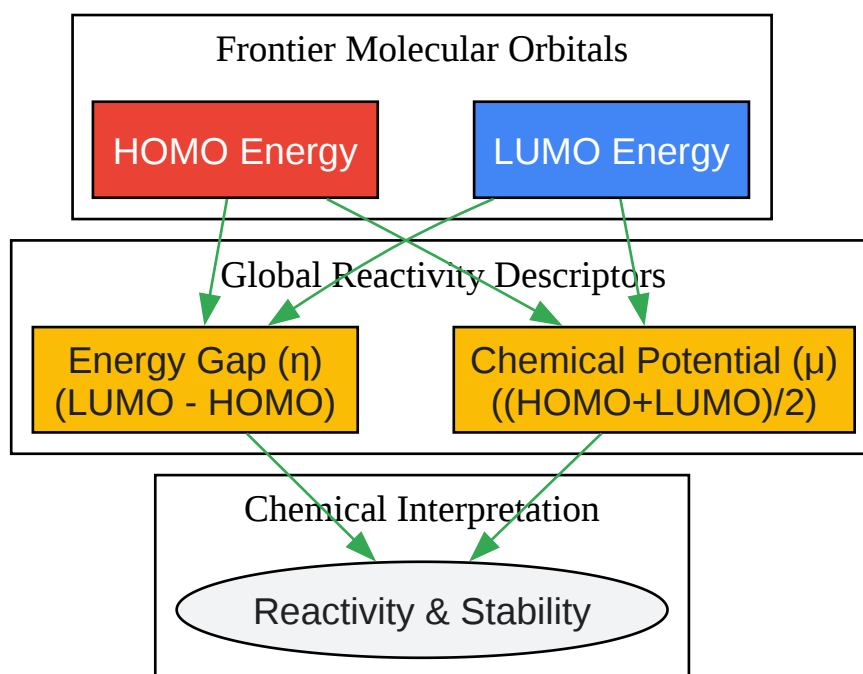 Frontier Molecular Orbitals
HOMO Energy
LUMO Energy
Global Reactivity Descriptors
Energy Gap (η)
(LUMO - HOMO)
Chemical Potential (μ)
((HOMO+LUMO)/2)
Chemical Interpretation
Reactivity & Stability